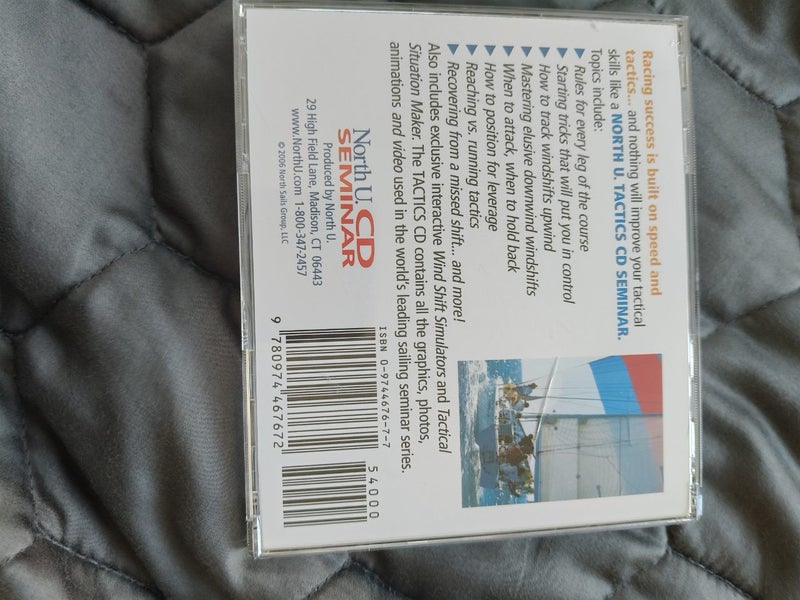 Racing success is built on speed and
tactics... and nothing will improve your tactical
skills like a NORTH U. TACTICS CD SEMINAR.
Topics include:
Rules for every leg of the course
Starting tricks that will put you in control
How to track windshifts upwind
Mastering elusive downwind windshifts
When to attack, when to hold back
How to position for leverage
Reaching vs. running tactics
Recovering from a missed shift... and more!
Also includes exclusive interactive Wind Shift Simulators and Tactical
Situation Maker. The TACTICS CD contains all the graphics, photos,
animations and video used in the world's leading sailing seminar series.
North U. CD
SEMINAR
Produced by North U.
29 High Field Lane, Madison, CT 06443
www.NorthU.com 1-800-347-2457
© 2006 North Sails Group, LLC
ISBN 0-9744676-7-7
54000
9 780974 467672